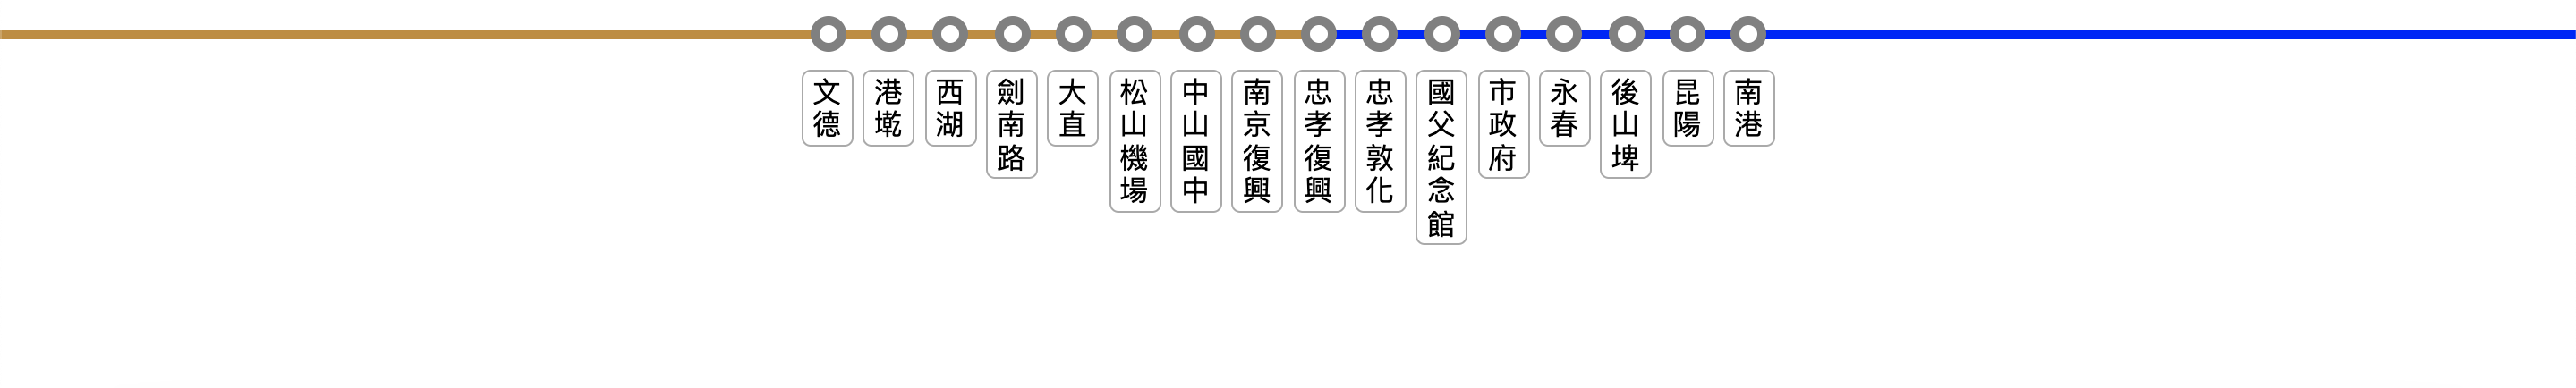 文德
港墘
西湖
劍南路
大直
松山機場
中山國中
南京復興
忠孝復興
忠孝敦化
國父紀念館
市政府
永春
後山埤
昆陽
南港